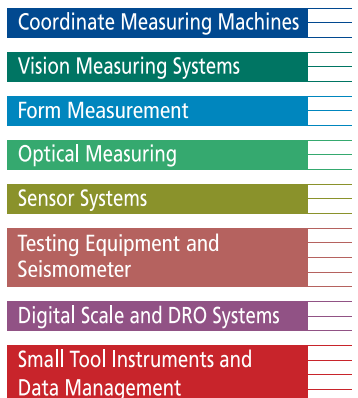 Coordinate Measuring Machines
Vision Measuring Systems
Form Measurement
Optical Measuring
Sensor Systems
Testing Equipment and
Seismometer
Digital Scale and DRO Systems
Small Tool Instruments and
Data Management